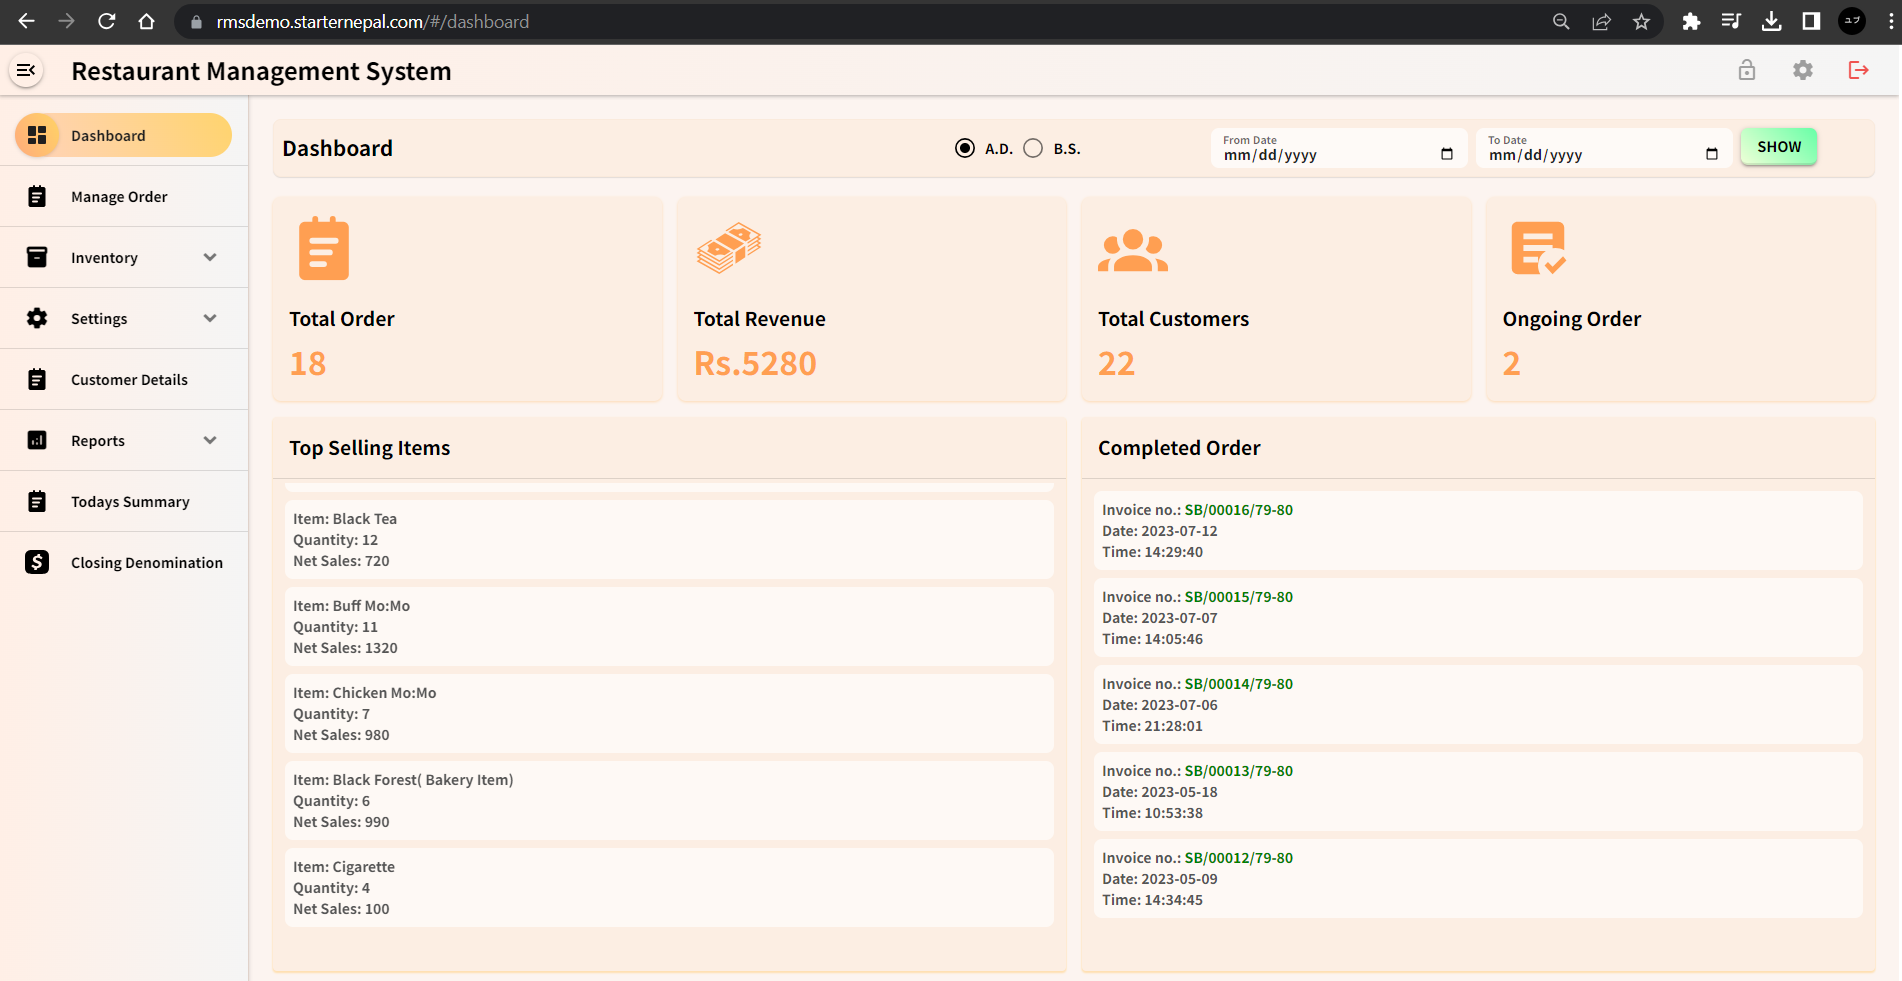 rmsdemo.starternepal.com/#/dashboard
Restaurant Management System
Dashboard
Manage Order
Inventory
Settings
Customer Details
Reports
Todays Summary
Closing Denomination
Dashboard
A.D.
B.S.
From Date
mm/dd/yyyy
To Date
mm/dd/yyyy
SHOW
Total Order
18
Total Revenue
Rs.5280
Total Customers
22
Ongoing Order
2
Top Selling Items
Item: Black Tea
Quantity: 12
Net Sales: 720
Item: Buff Mo:Mo
Quantity: 11
Net Sales: 1320
Item: Chicken Mo:Mo
Quantity: 7
Net Sales: 980
Item: Black Forest( Bakery Item)
Quantity: 6
Net Sales: 990
Item: Cigarette
Quantity: 4
Net Sales: 100
Completed Order
Invoice no.: SB/00016/79-80
Date: 2023-07-12
Time: 14:29:40
Invoice no.: SB/00015/79-80
Date: 2023-07-07
Time: 14:05:46
Invoice no.: SB/00014/79-80
Date: 2023-07-06
Time: 21:28:01
Invoice no.: SB/00013/79-80
Date: 2023-05-18
Time: 10:53:38
Invoice no.: SB/00012/79-80
Date: 2023-05-09
Time: 14:34:45